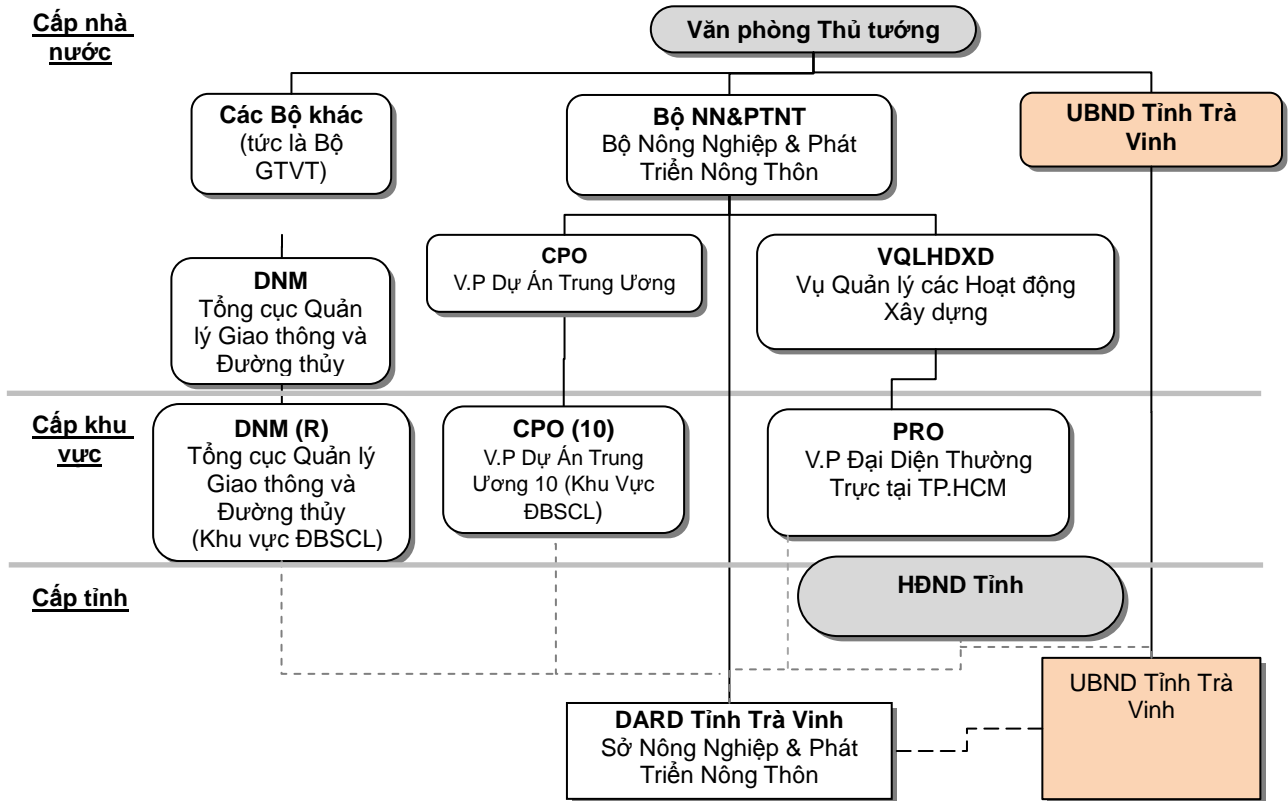 Cấp nhà
nước
Văn phòng Thủ tướng
Các Bộ khác
(tức là Bộ
GTVT)
Bộ NN&PTNT
Bộ Nông Nghiệp & Phát
Triển Nông Thôn
UBND Tỉnh Trà
Vinh
DNM
Tổng cục Quản
lý Giao thông và
Đường thủy
CPO
V.P Dự Án Trung Ương
VQLHDXD
Vụ Quản lý các Hoạt động
Xây dựng
Cấp khu
vực
DNM (R)
Tổng cục Quản lý
Giao thông và
Đường thủy
(Khu vực ĐBSCL)
CPO (10)
V.P Dự Án Trung
Ương 10 (Khu Vực
ĐBSCL)
PRO
V.P Đại Diện Thường
Trực tại TP.HCM
Cấp tỉnh
HĐND Tỉnh
DARD Tỉnh Trà Vinh
Sở Nông Nghiệp & Phát
Triển Nông Thôn
UBND Tỉnh Trà
Vinh